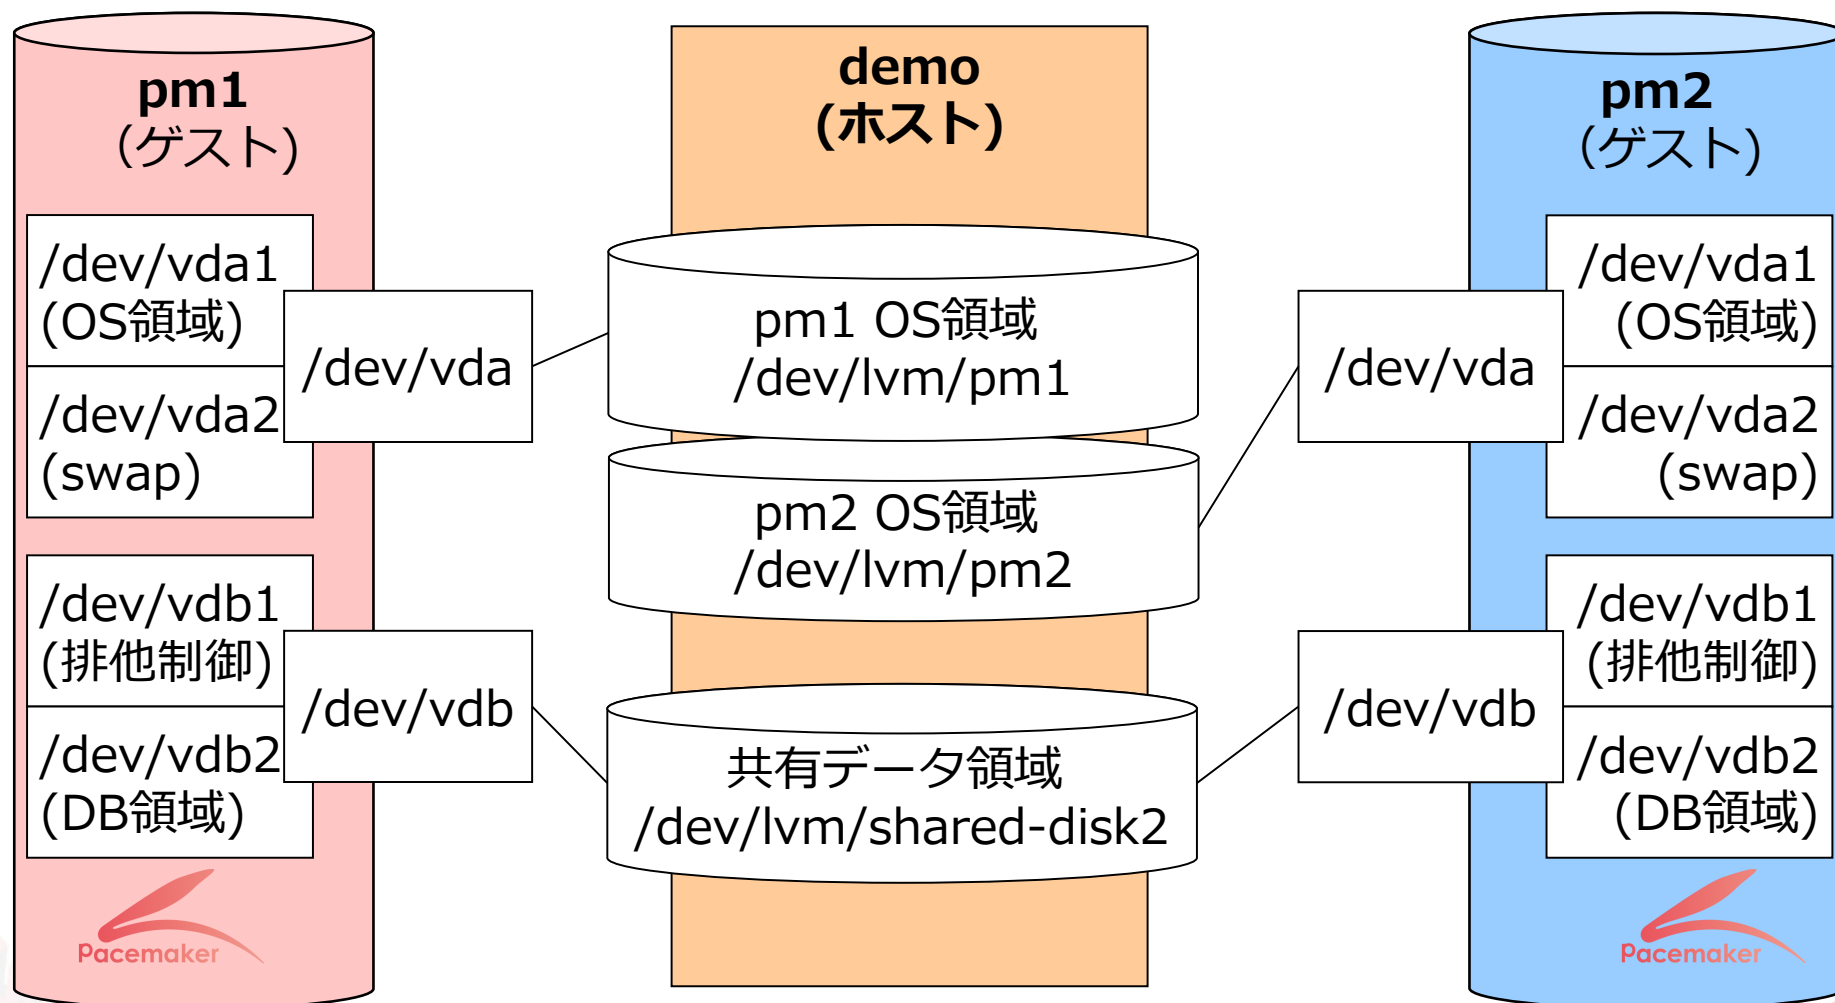 pm1
（ゲスト)
/dev/vda1
(OS領域)
/dev/vda2
(swap)
/dev/vda
/dev/vdb1
(排他制御)
/dev/vdb2
(DB領域)
/dev/vdb
Pacemaker
demo
(ホスト)
pm1 OS領域
/dev/lvm/pm1
pm2 OS領域
/dev/lvm/pm2
共有データ領域
/dev/lvm/shared-disk2
pm2
（ゲスト)
/dev/vda
/dev/vda1
(OS領域)
/dev/vda2
(swap)
/dev/vdb
/dev/vdb1
(排他制御)
/dev/vdb2
(DB領域)
Pacemaker